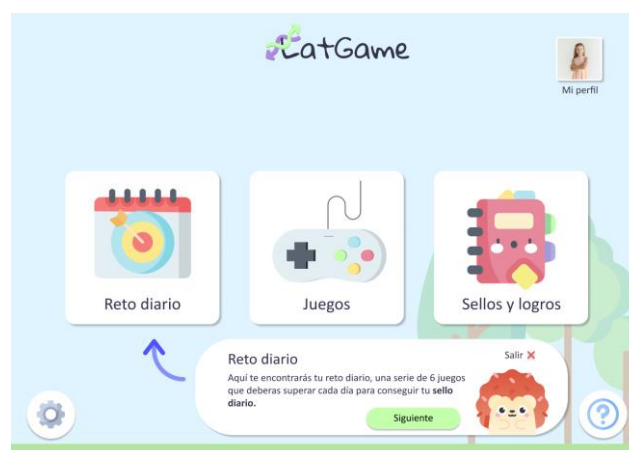 LatGame
Mi perfil
Reto diario
Juegos
Sellos y logros
Reto diario
Salir
Aquí te encontrarás tu reto diario, una serie de 6 juegos
que deberas superar cada día para conseguir tu sello
diario.
Siguiente
?